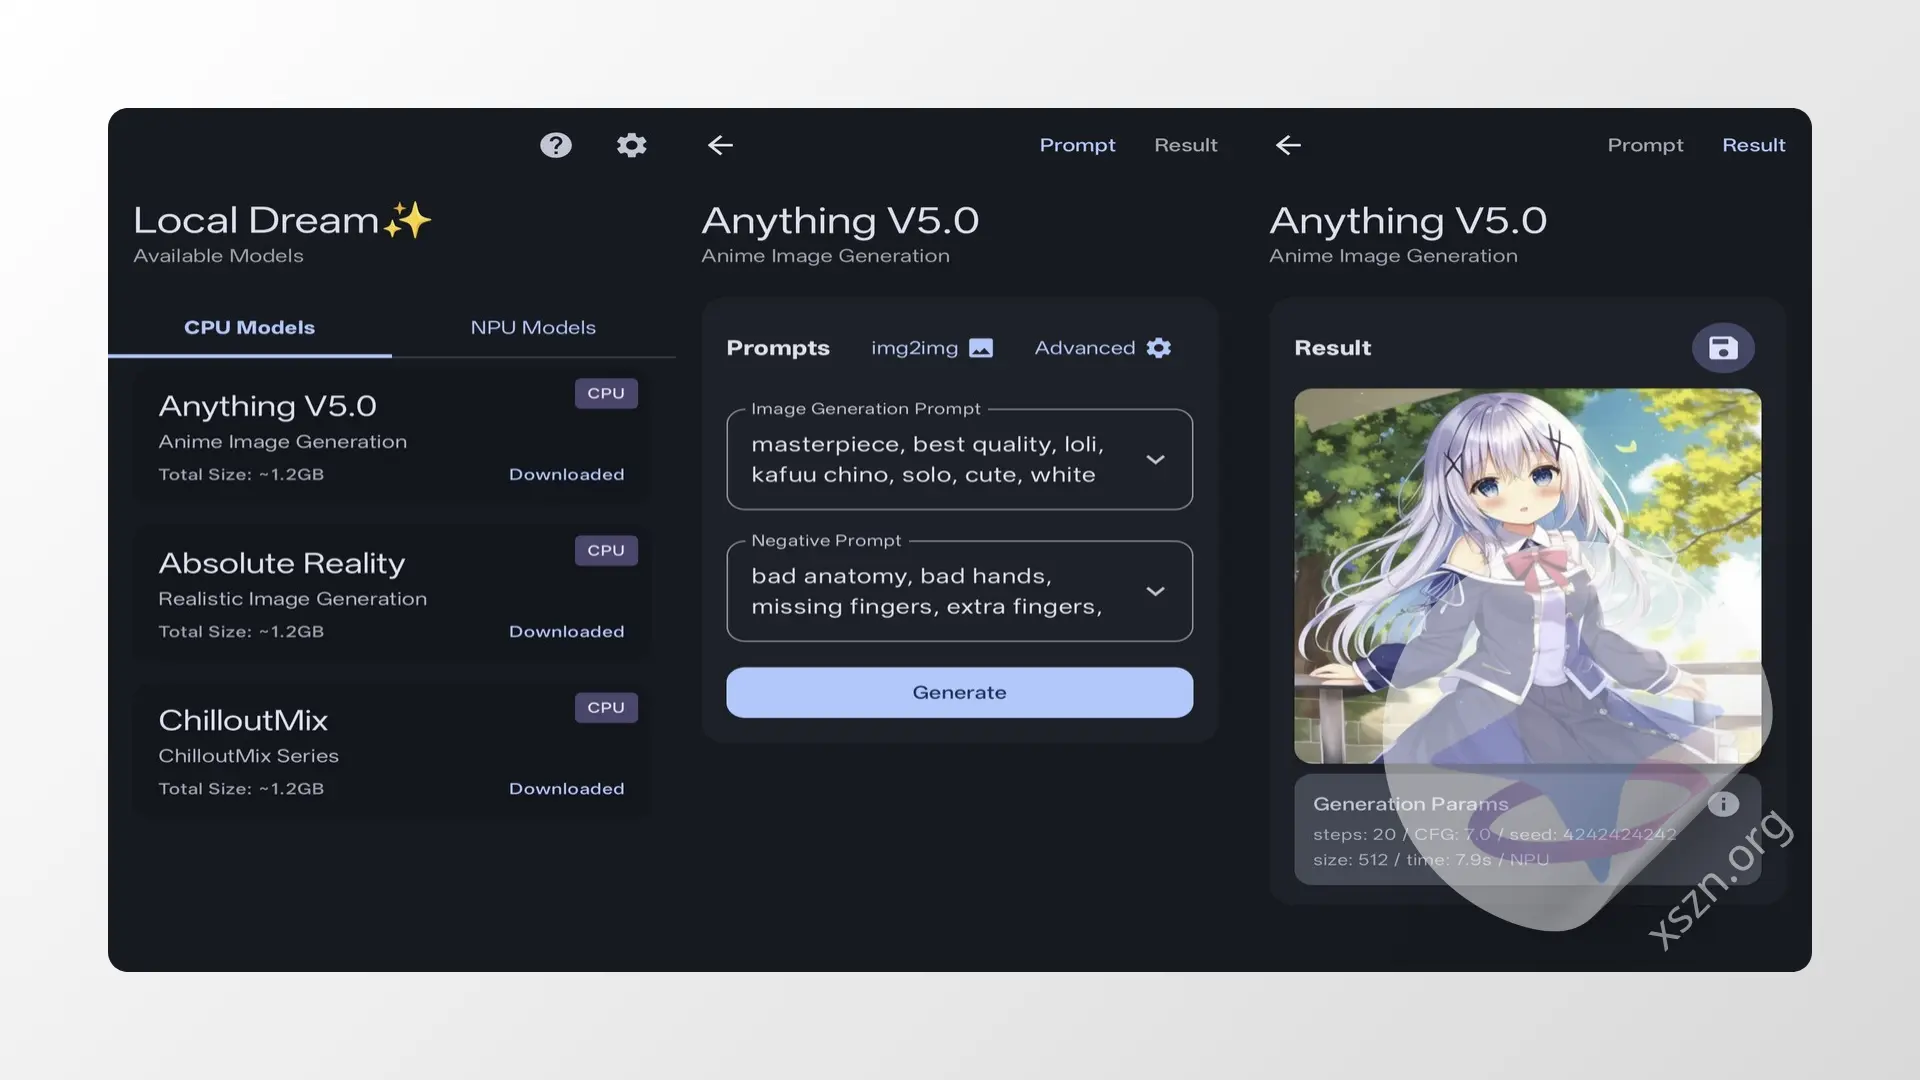 Local Dream✨
Available Models
CPU Models
NPU Models
Anything V5.0
CPU
Anime Image Generation
Total Size: ~1.2GB
Downloaded
Absolute Reality
CPU
Realistic Image Generation
Total Size: ~1.2GB
Downloaded
ChilloutMix
CPU
ChilloutMix Series
Total Size: ~1.2GB
Downloaded
Prompt
Result
Anything V5.0
Anime Image Generation
Prompts
img2img
Advanced
Image Generation Prompt
masterpiece, best quality, loli,
kafuu chino, solo, cute, white
Negative Prompt
bad anatomy, bad hands,
missing fingers, extra fingers,
Generate
Prompt
Result
Anything V5.0
Anime Image Generation
Result
Generation Params
steps: 20 / CFG: 7.0 / seed: 4242424242
size: 512 / time: 7.9s / NPU
xszn.org